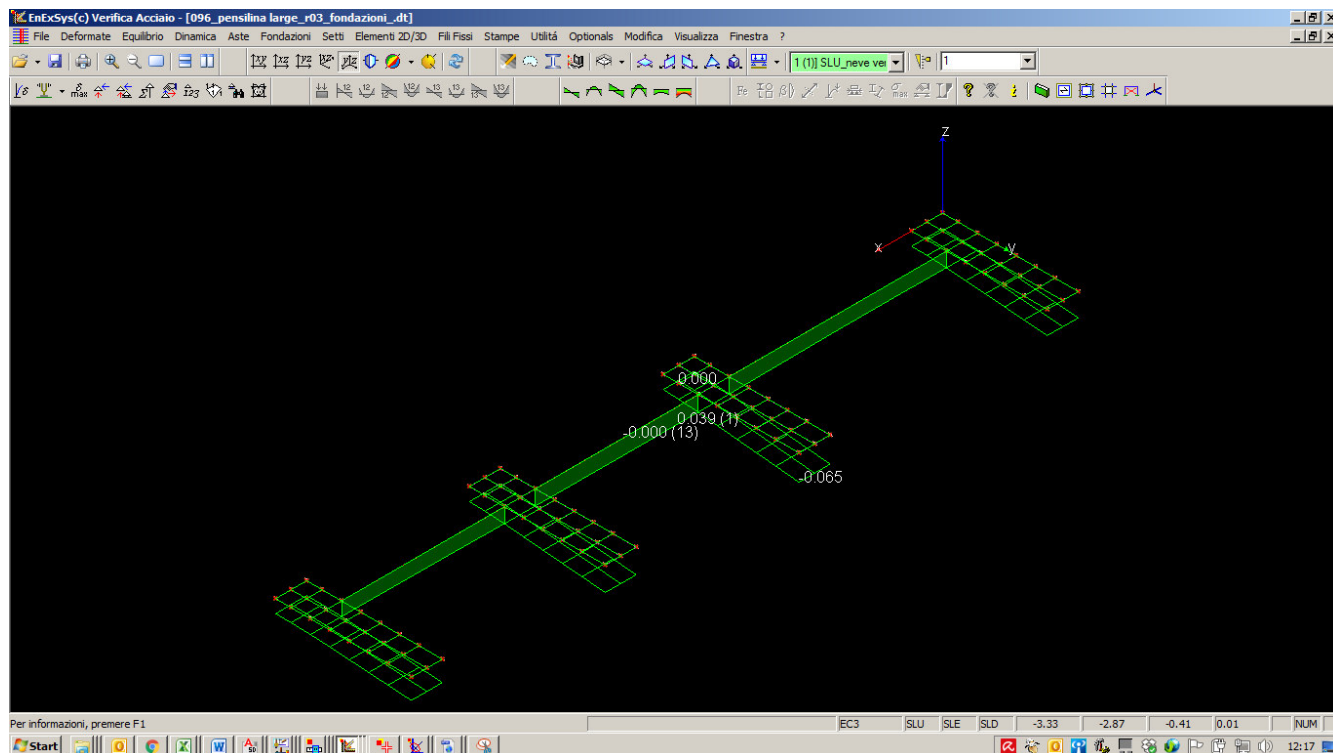 EnExSys(c) Verifica Acciaio - [096_pensilina large_r03_fondazioni_.dt]
File Deformate Equilibrio Dinamica Aste Fondazioni Setti Elementi 2D/3D Fili Fissi Stampe Utilitá Optionals Modifica Visualizza Finestra ?
1 (1)] SLU_neve ve 1
Z
X
y
0.000
0.039 (1)
-0.000 (13)
-0.065
Per informazioni, premere F1 EC3 SLU SLE SLD -3.33 -2.87 -0.41 0.01 NUM
Start 12:17